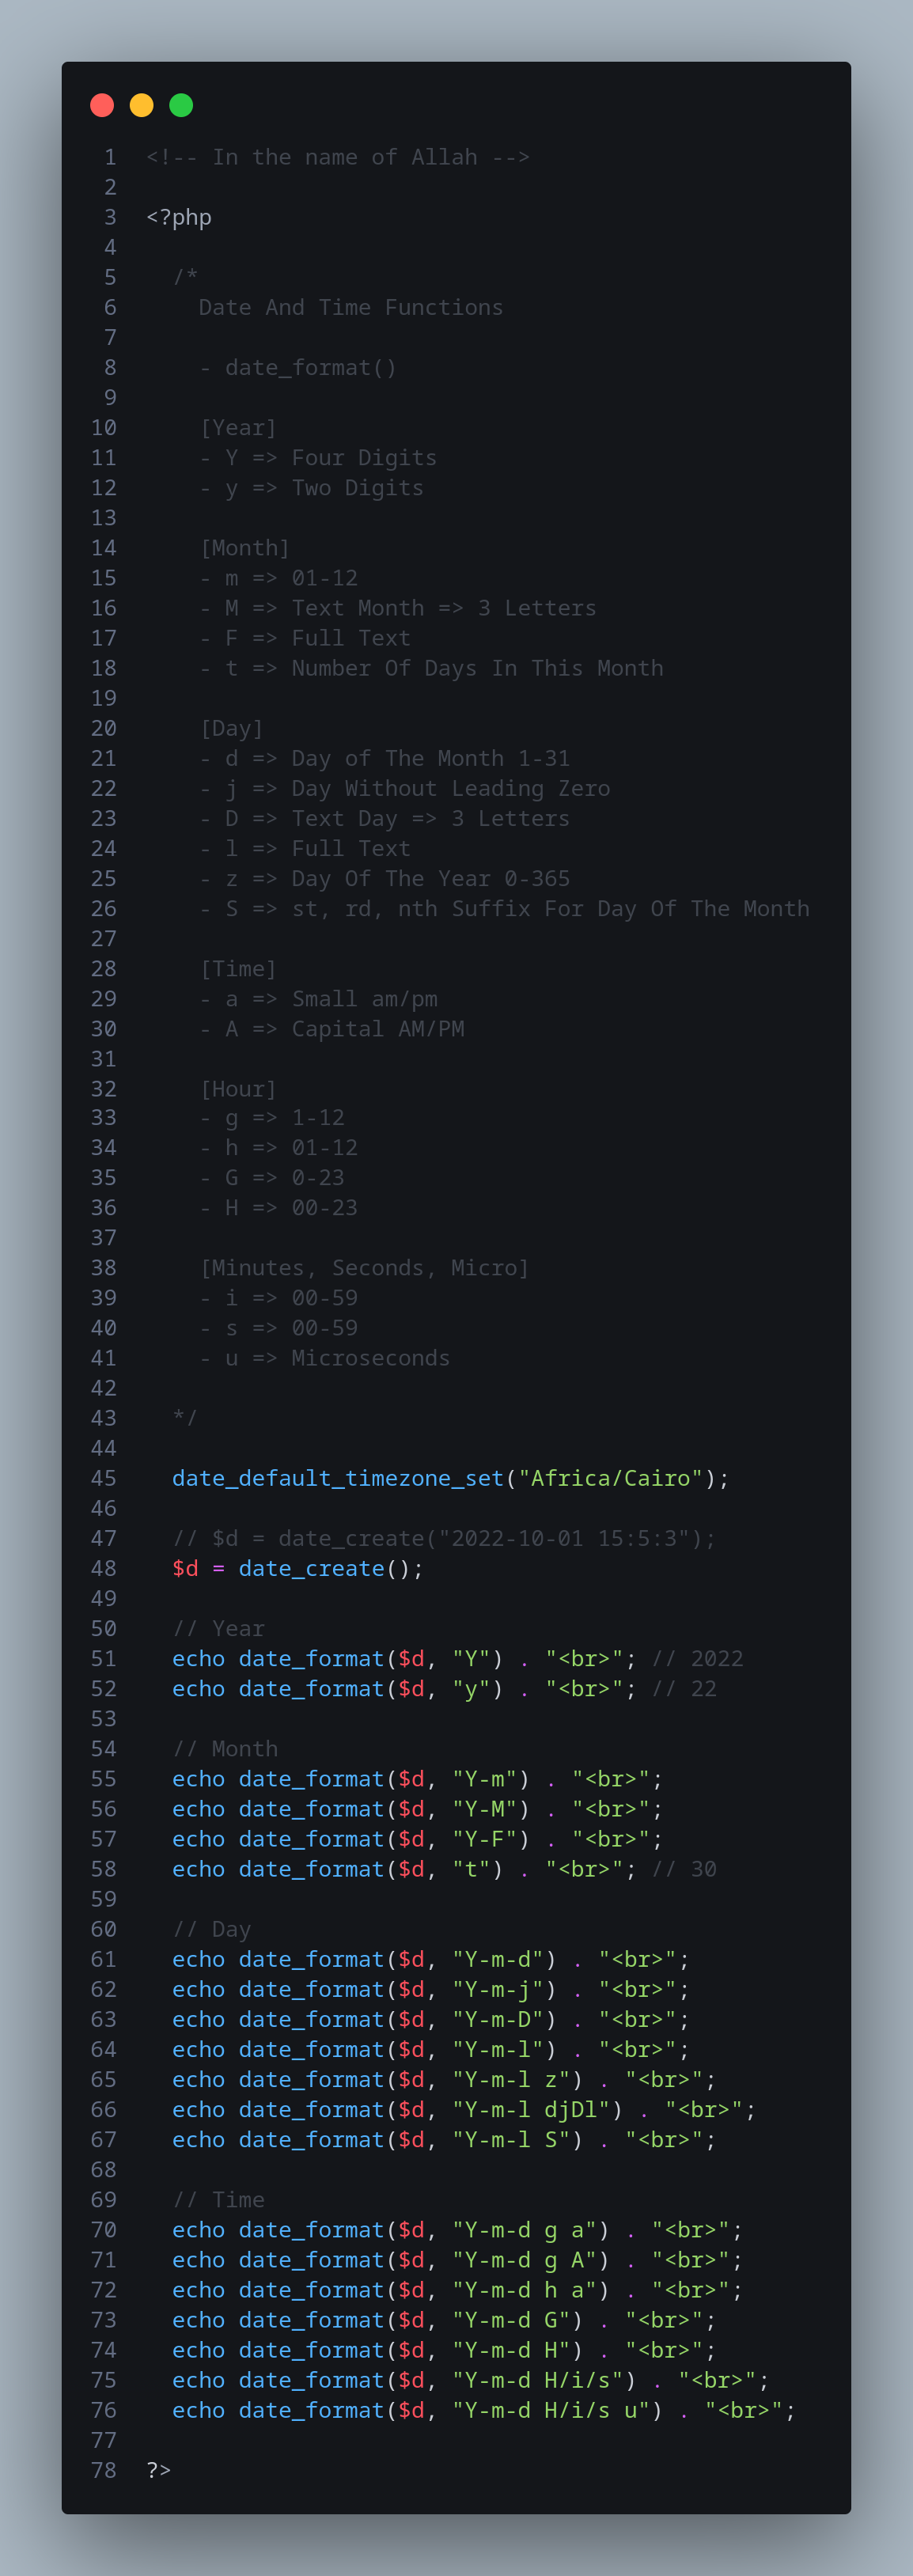 1 <!-- In the name of Allah -->
2
3 <?php
4
5 /*
6 Date And Time Functions
7
8 - date_format()
9
10 [Year]
11 - Y => Four Digits
12 - y => Two Digits
13
14 [Month]
15 - m => 01-12
16 - M => Text Month => 3 Letters
17 - F => Full Text
18 - t => Number Of Days In This Month
19
20 [Day]
21 - d => Day of The Month 1-31
22 - j => Day Without Leading Zero
23 - D => Text Day => 3 Letters
24 - l => Full Text
25 - z => Day Of The Year 0-365
26 - S => st, rd, nth Suffix For Day Of The Month
27
28 [Time]
29 - a => Small am/pm
30 - A => Capital AM/PM
31
32 [Hour]
33 - g => 1-12
34 - h => 01-12
35 - G => 0-23
36 - H => 00-23
37
38 [Minutes, Seconds, Micro]
39 - i => 00-59
40 - s => 00-59
41 - u => Microseconds
42
43 */
44
45 date_default_timezone_set("Africa/Cairo");
46
47 // $d = date_create("2022-10-01 15:5:3");
48 $d = date_create();
49
50 // Year
51 echo date_format($d, "Y") . "<br>"; // 2022
52 echo date_format($d, "y") . "<br>"; // 22
53
54 // Month
55 echo date_format($d, "Y-m") . "<br>";
56 echo date_format($d, "Y-M") . "<br>";
57 echo date_format($d, "Y-F") . "<br>";
58 echo date_format($d, "t") . "<br>"; // 30
59
60 // Day
61 echo date_format($d, "Y-m-d") . "<br>";
62 echo date_format($d, "Y-m-j") . "<br>";
63 echo date_format($d, "Y-m-D") . "<br>";
64 echo date_format($d, "Y-m-l") . "<br>";
65 echo date_format($d, "Y-m-l z") . "<br>";
66 echo date_format($d, "Y-m-l djDl") . "<br>";
67 echo date_format($d, "Y-m-l S") . "<br>";
68
69 // Time
70 echo date_format($d, "Y-m-d g a") . "<br>";
71 echo date_format($d, "Y-m-d g A") . "<br>";
72 echo date_format($d, "Y-m-d h a") . "<br>";
73 echo date_format($d, "Y-m-d G") . "<br>";
74 echo date_format($d, "Y-m-d H") . "<br>";
75 echo date_format($d, "Y-m-d H/i/s") . "<br>";
76 echo date_format($d, "Y-m-d H/i/s u") . "<br>";
77
78 ?>